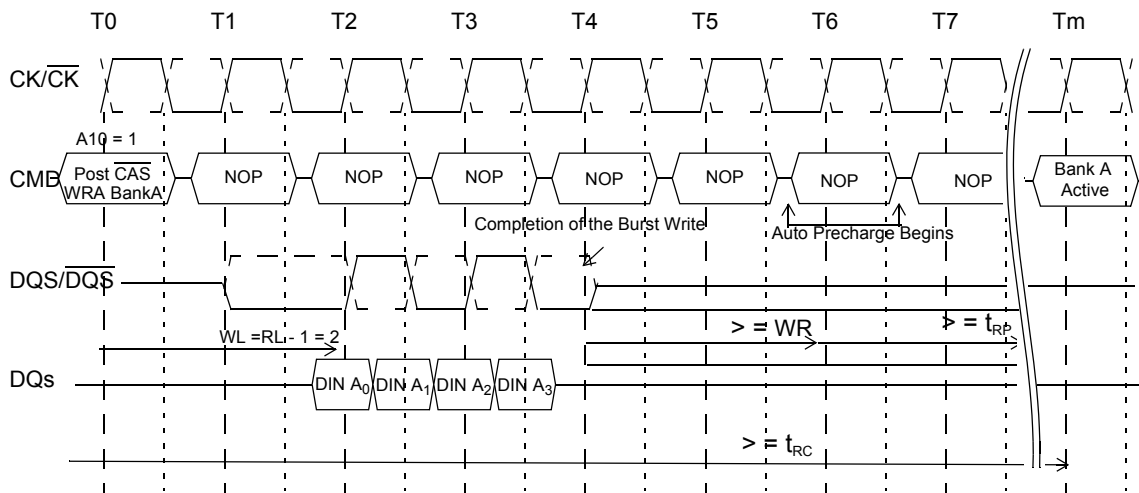 T0 T1 T2 T3 T4 T5 T6 T7 Tm
CK/CK
A10 = 1
CMD
Post CAS
WRA BankA
NOP NOP NOP NOP NOP NOP NOP
Bank A
Active
Completion of the Burst Write
Auto Precharge Begins
DQS/DQS
WL =RL - 1 = 2
> = WR
> = tRP
DQs
DIN A0 DIN A1 DIN A2 DIN A3
> = tRC